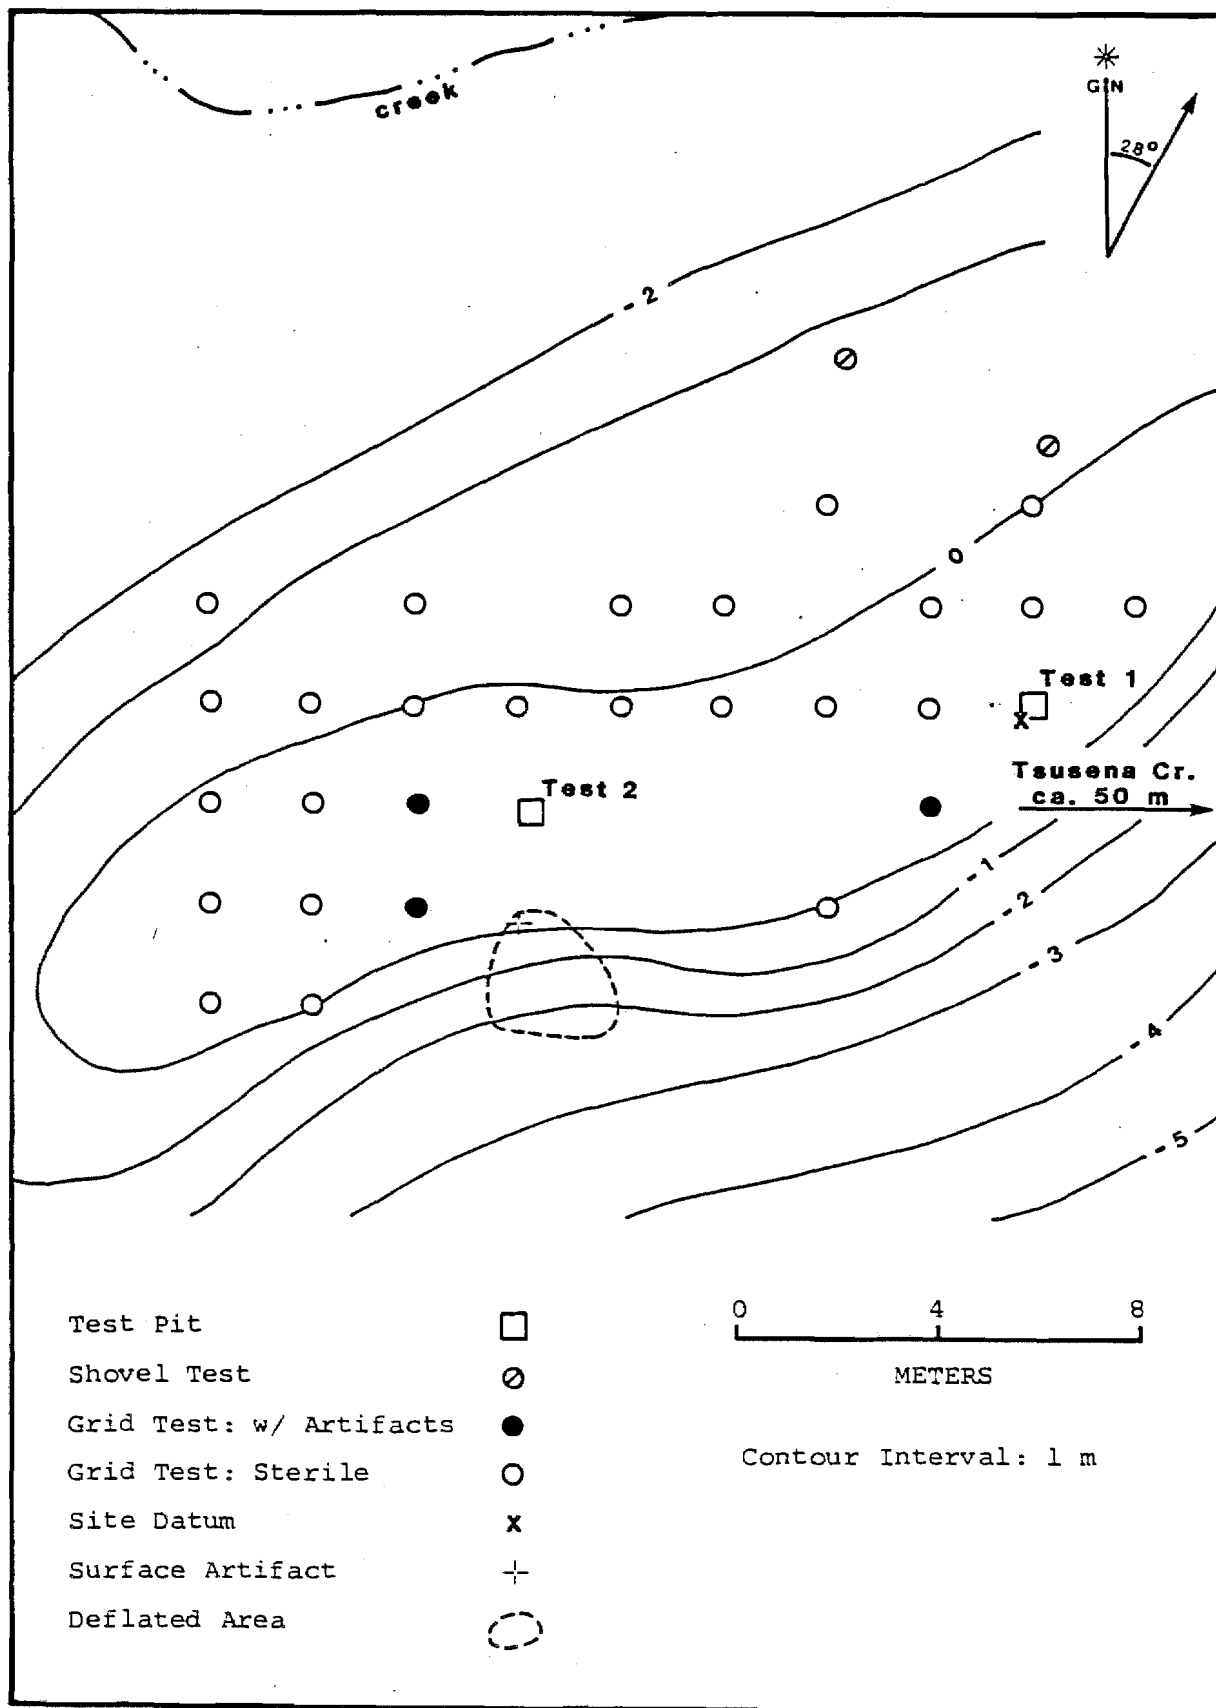 creek
GN
28°
- 2
0
Test 1
Tsusena Cr.
ca. 50 m
Test 2
- 1
- 2
- 3
- 4
- 5
Test Pit
Shovel Test
Grid Test: w/ Artifacts
Grid Test: Sterile
Site Datum x
Surface Artifact
Deflated Area
0 4 8
METERS
Contour Interval: 1 m